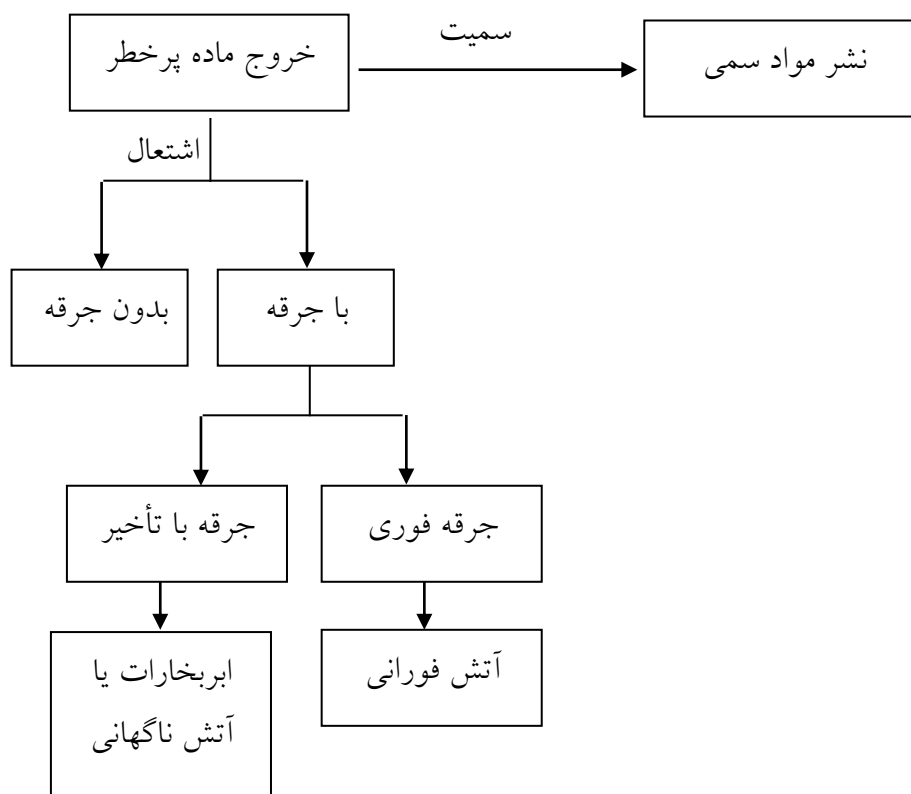 خروج ماده پرخطر
سمیت
نشر مواد سمی
اشتعال
با جرقه
بدون جرقه
جرقه فوری
جرقه با تأخیر
آتش فورانی
ابربخارات یا
آتش ناگهانی